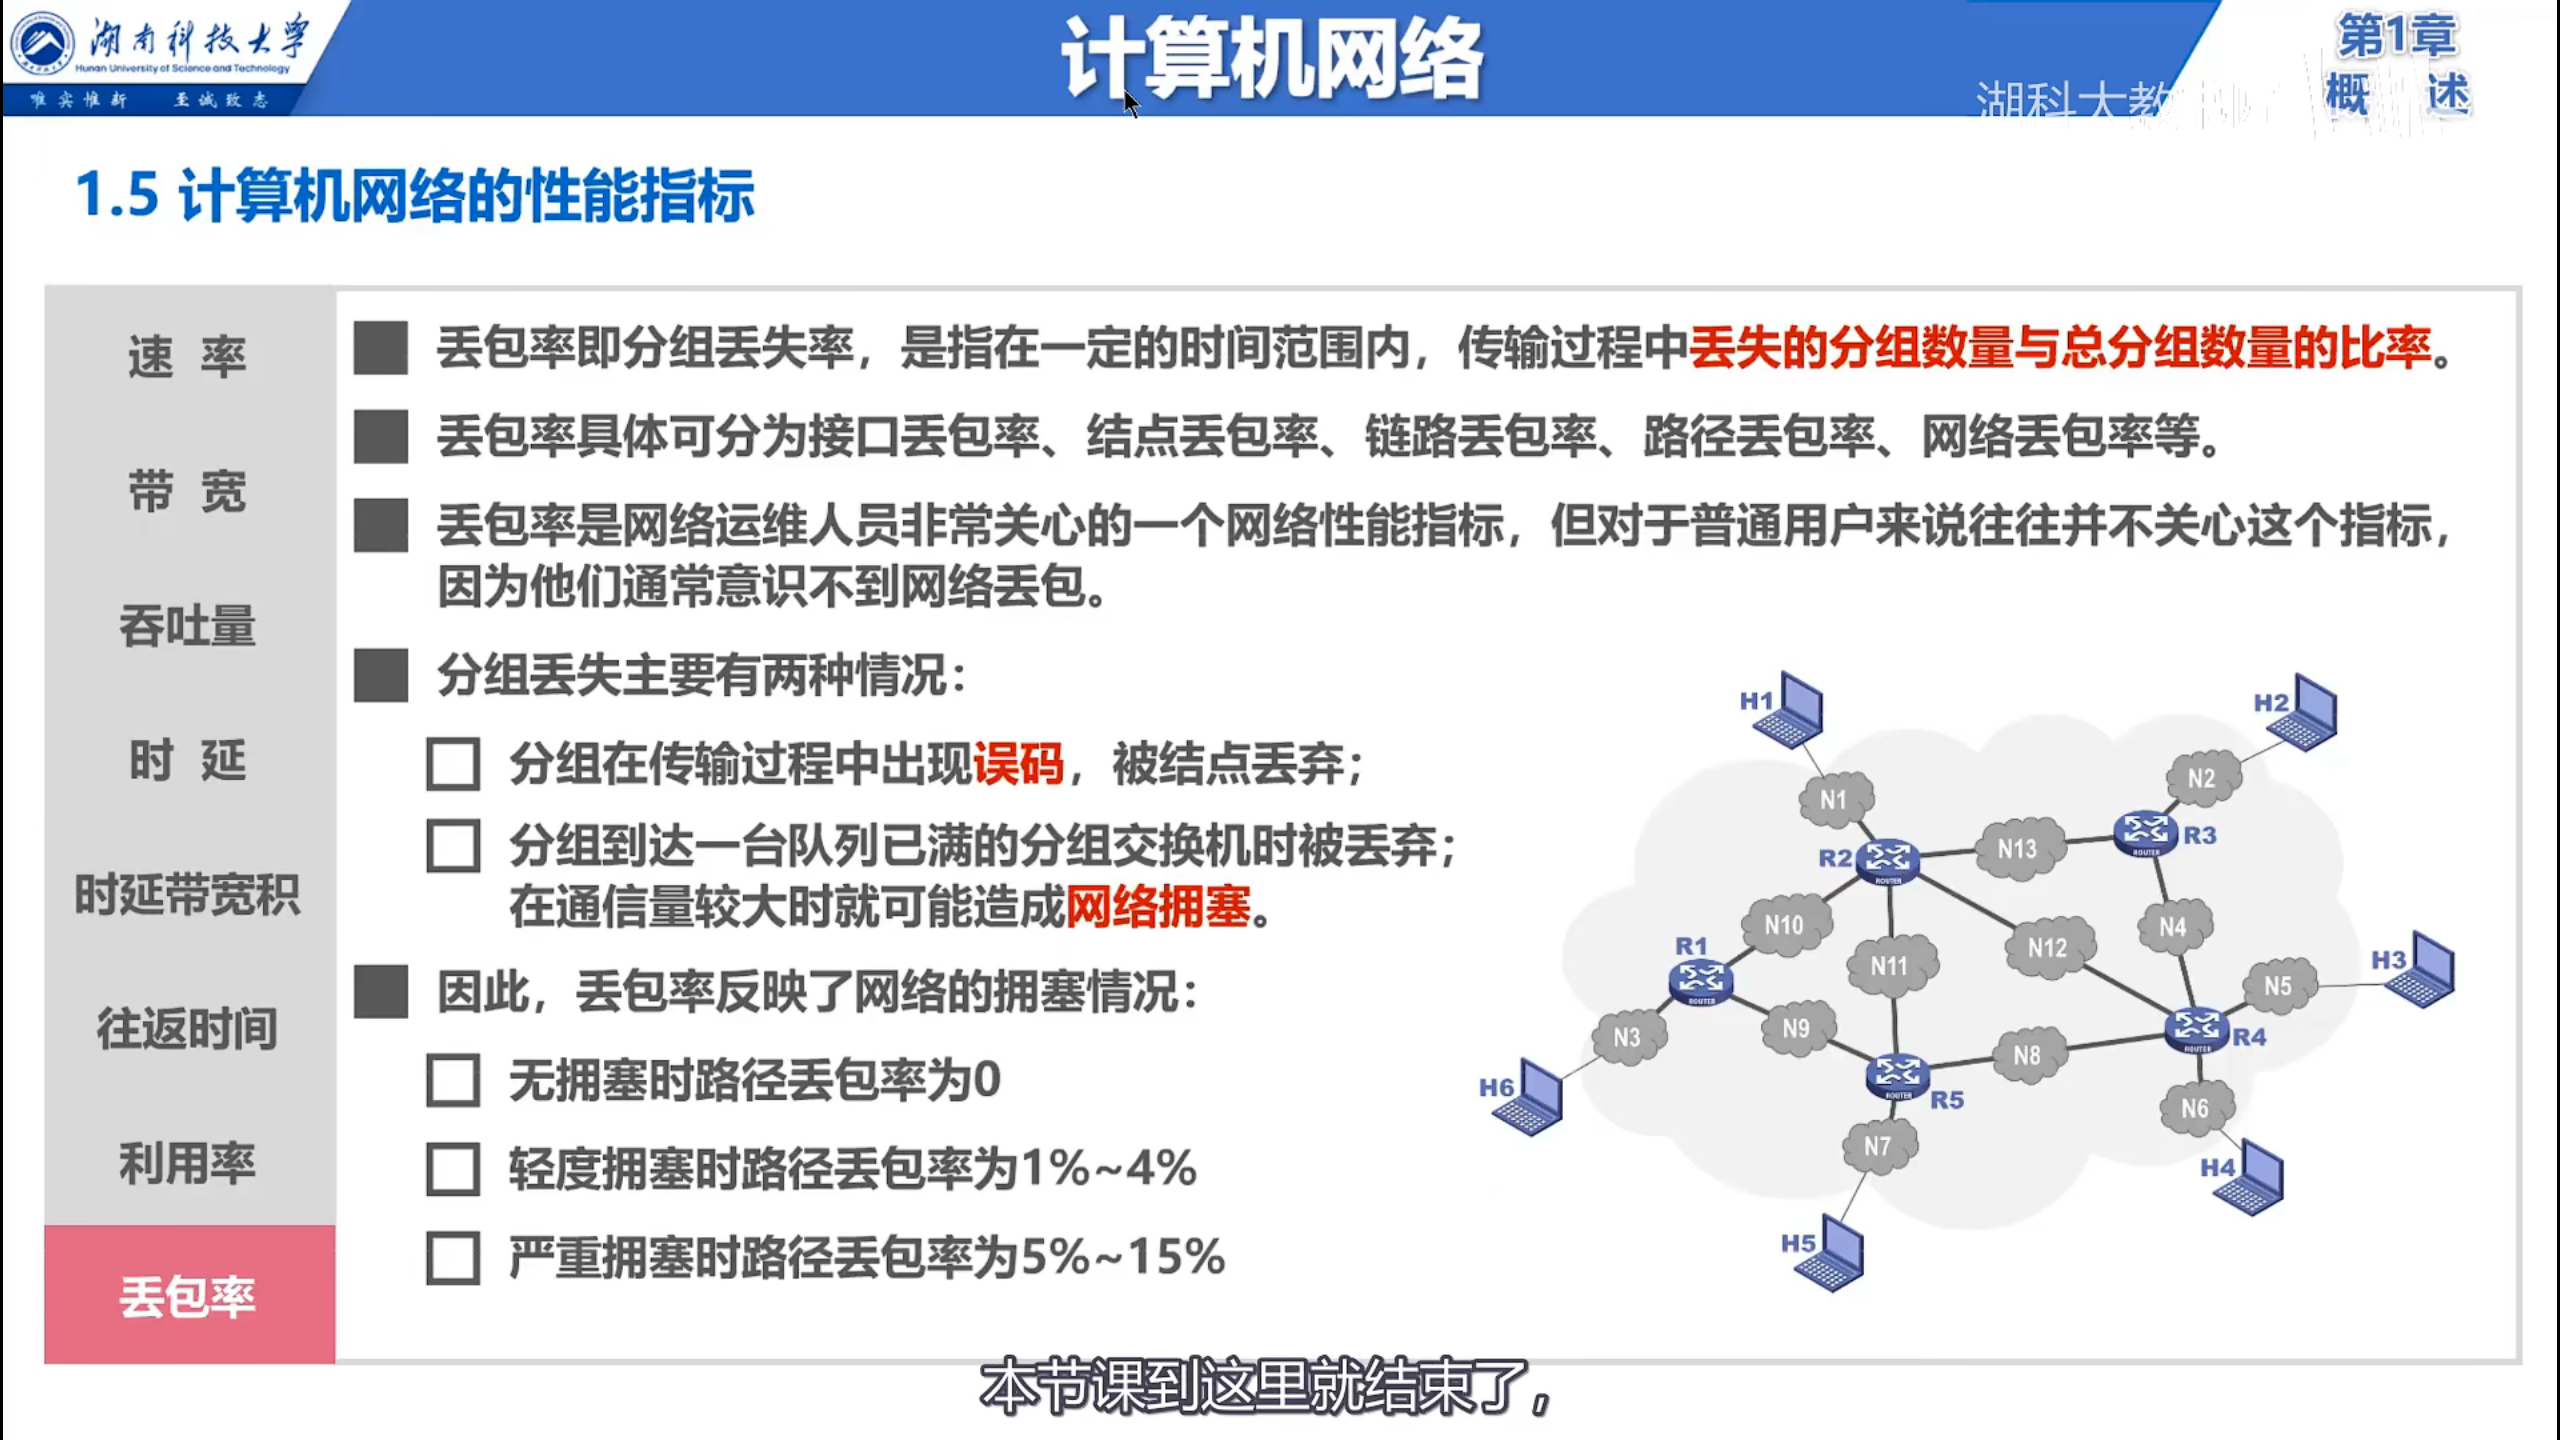 湖南科技大学
Hunan University of Science and Technology
唯实惟新 至诚致志
计算机网络
第1章
概 述
湖科大教
1.5 计算机网络的性能指标
速 率
带 宽
吞吐量
时 延
时延带宽积
往返时间
利用率
丢包率
丢包率即分组丢失率，是指在一定的时间范围内，传输过程中丢失的分组数量与总分组数量的比率。
丢包率具体可分为接口丢包率、结点丢包率、链路丢包率、路径丢包率、网络丢包率等。
丢包率是网络运维人员非常关心的一个网络性能指标，但对于普通用户来说往往并不关心这个指标，
因为他们通常意识不到网络丢包。
分组丢失主要有两种情况：
分组在传输过程中出现误码，被结点丢弃；
分组到达一台队列已满的分组交换机时被丢弃；
在通信量较大时就可能造成网络拥塞。
因此，丢包率反映了网络的拥塞情况：
无拥塞时路径丢包率为0
轻度拥塞时路径丢包率为1%~4%
严重拥塞时路径丢包率为5%~15%
H1
H2
N1
N2
R2
ROUTER
N13
R3
ROUTER
N10
N12
N4
R1
ROUTER
N11
N5
H3
N3
N9
N8
R4
ROUTER
H6
R5
ROUTER
N6
N7
H4
H5
本节课到这里就结束了，